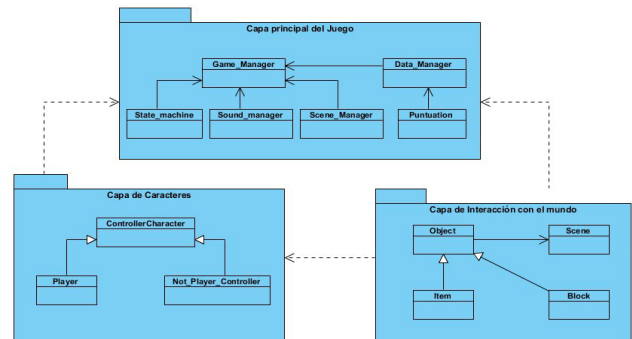 Capa principal del Juego
Game_Manager
Data_Manager
State_machine
Sound_manager
Scene_Manager
Puntuation
Capa de Caracteres
ControllerCharacter
Player
Not_Player_Controller
Capa de Interacción con el mundo
Object
Scene
Item
Block